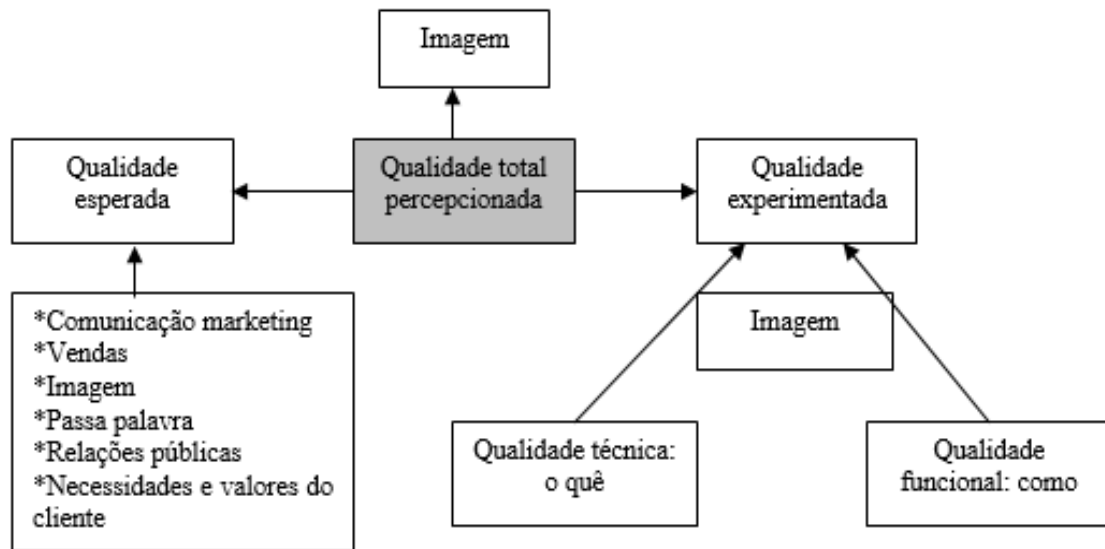 Imagem
Qualidade
esperada
Qualidade total
percepcionada
Qualidade
experimentada
*Comunicação marketing
*Vendas
*Imagem
*Passa palavra
*Relações públicas
*Necessidades e valores do
cliente
Imagem
Qualidade técnica:
o quê
Qualidade
funcional: como